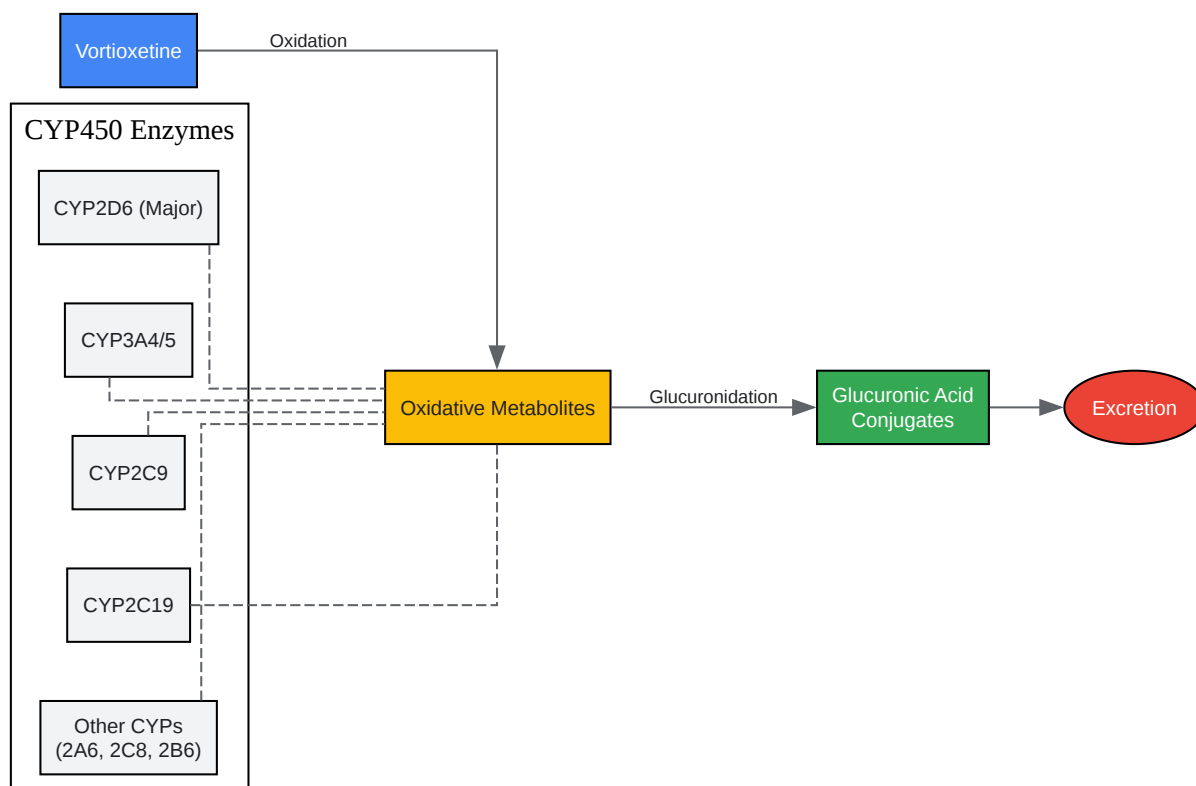 Vortioxetine
Oxidation
CYP450 Enzymes
CYP2D6 (Major)
CYP3A4/5
CYP2C9
CYP2C19
Other CYPs
(2A6, 2C8, 2B6)
Oxidative Metabolites
Glucuronidation
Glucuronic Acid
Conjugates
Excretion